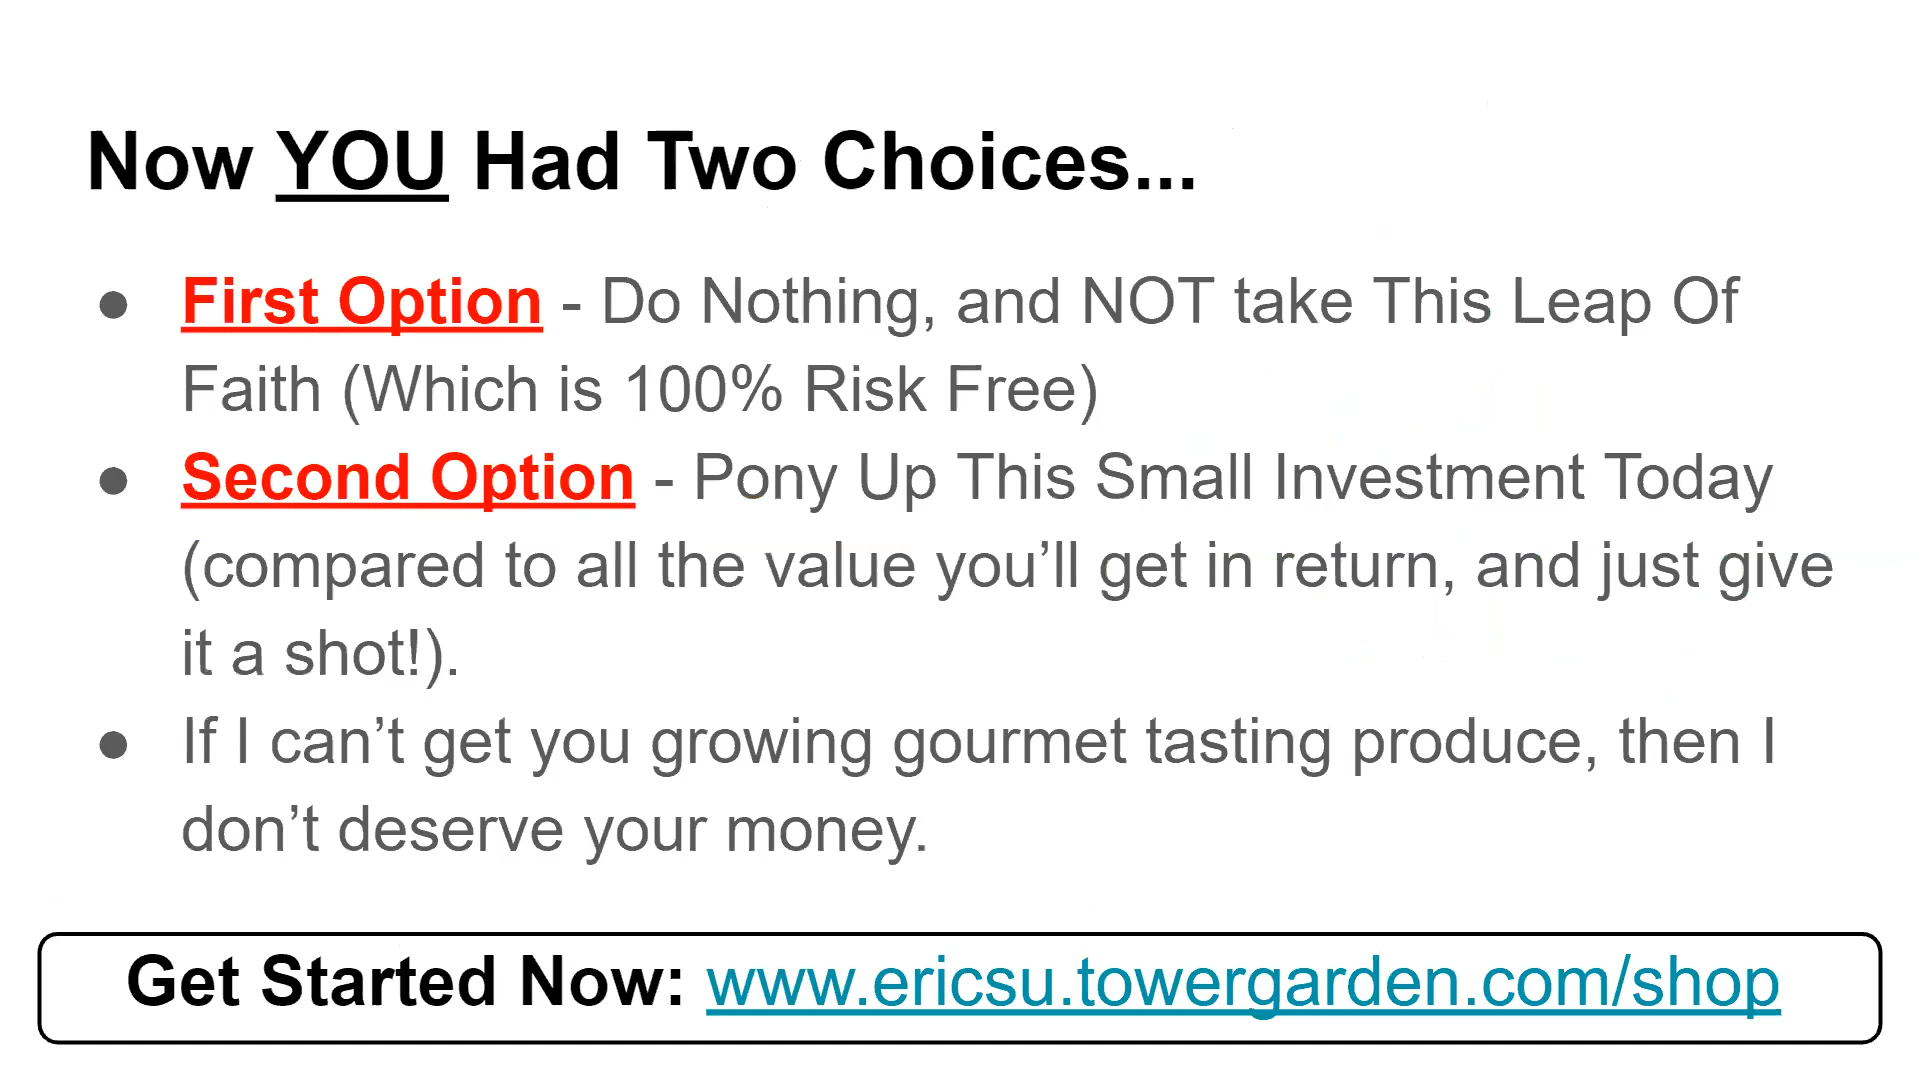 Now YOU Had Two Choices...
● First Option - Do Nothing, and NOT take This Leap Of
Faith (Which is 100% Risk Free)
● Second Option - Pony Up This Small Investment Today
(compared to all the value you’ll get in return, and just give
it a shot!).
● If I can’t get you growing gourmet tasting produce, then I
don’t deserve your money.
Get Started Now: www.ericsu.towergarden.com/shop